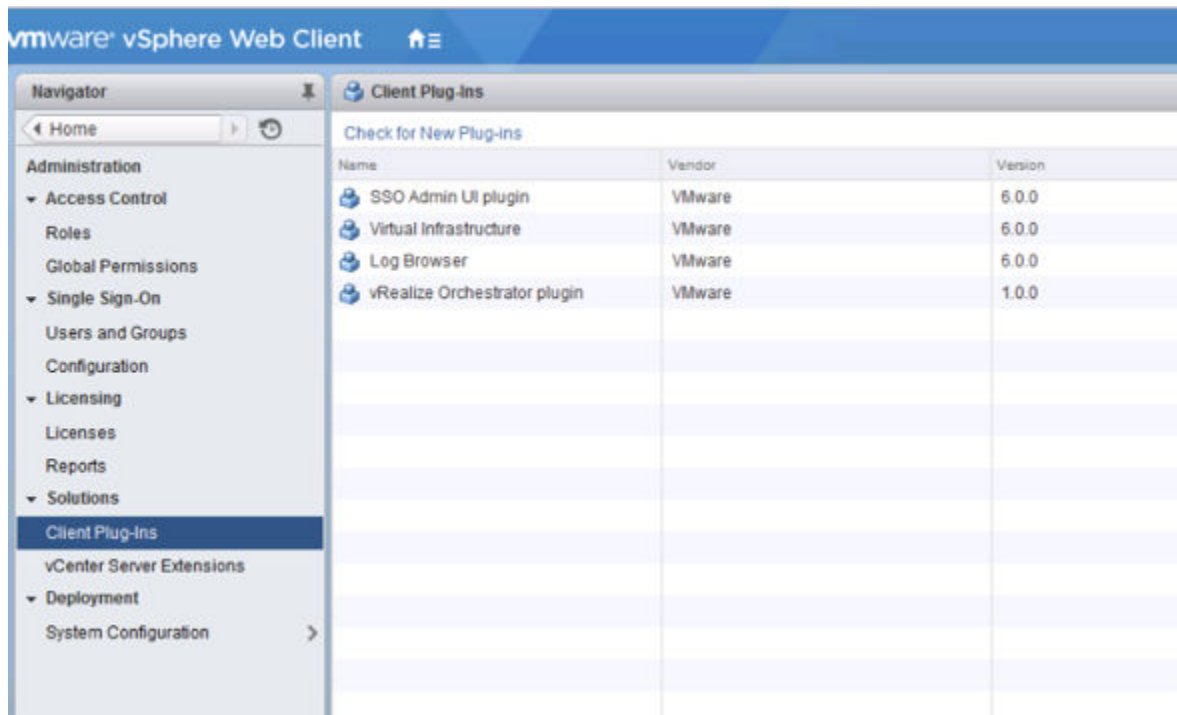 vmware vSphere Web Client
Navigator
Home
Administration
Access Control
Roles
Global Permissions
Single Sign-On
Users and Groups
Configuration
Licensing
Licenses
Reports
Solutions
Client Plug-Ins
vCenter Server Extensions
Deployment
System Configuration
Client Plug-Ins
Check for New Plug-ins
Name Vendor Version
SSO Admin UI plugin VMware 6.0.0
Virtual Infrastructure VMware 6.0.0
Log Browser VMware 6.0.0
vRealize Orchestrator plugin VMware 1.0.0